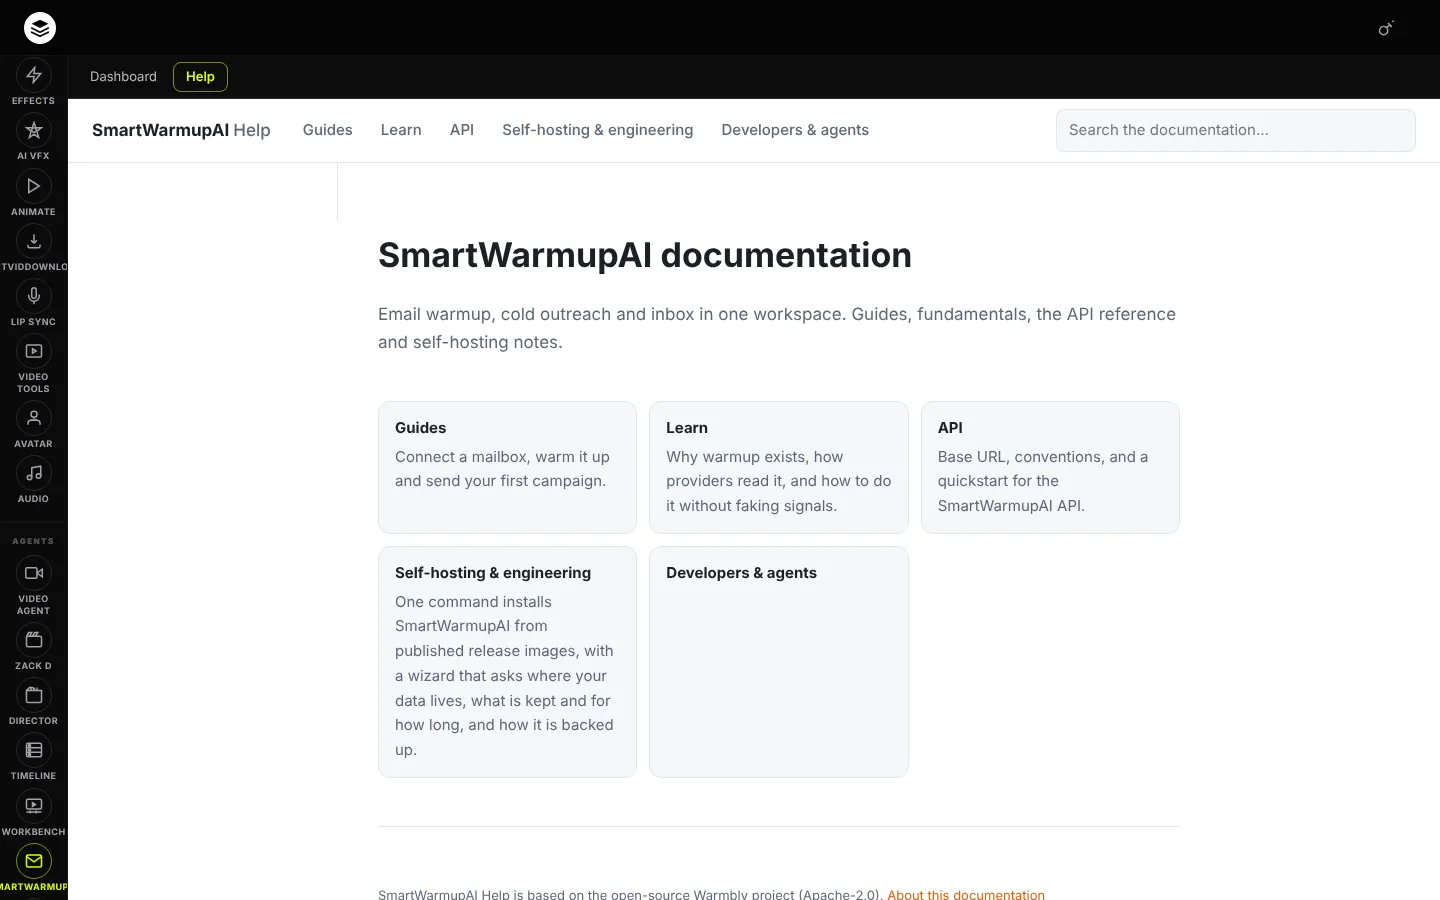 Dashboard
Help
EFFECTS
AI VFX
ANIMATE
TVIDDOWNLO
LIP SYNC
VIDEO
TOOLS
AVATAR
AUDIO
AGENTS
VIDEO
AGENT
ZACK D
DIRECTOR
TIMELINE
WORKBENCH
MARTWARMUP
SmartWarmupAI Help
Guides
Learn
API
Self-hosting & engineering
Developers & agents
Search the documentation...
SmartWarmupAI documentation
Email warmup, cold outreach and inbox in one workspace. Guides, fundamentals, the API reference
and self-hosting notes.
Guides
Connect a mailbox, warm it up
and send your first campaign.
Learn
Why warmup exists, how
providers read it, and how to do
it without faking signals.
API
Base URL, conventions, and a
quickstart for the
SmartWarmupAI API.
Self-hosting & engineering
One command installs
SmartWarmupAI from
published release images, with
a wizard that asks where your
data lives, what is kept and for
how long, and how it is backed
up.
Developers & agents
SmartWarmupAI Help is based on the open-source Warmbly project (Apache-2.0). About this documentation